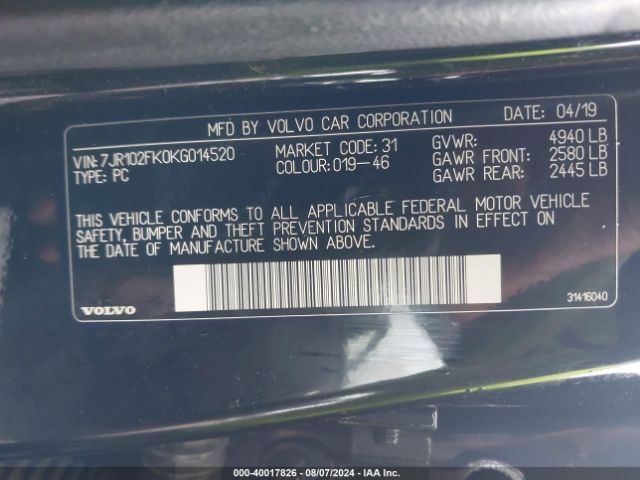 MFD BY VOLVO CAR CORPORATION DATE: 04/19
VIN:7JR102FK0KG014520 MARKET CODE: 31 GVWR: 4940 LB
TYPE: PC COLOUR:019-46 GAWR FRONT: 2580 LB
GAWR REAR: 2445 LB
THIS VEHICLE CONFORMS TO ALL APPLICABLE FEDERAL MOTOR VEHICLE
SAFETY, BUMPER AND THEFT PREVENTION STANDARDS IN EFFECT ON
THE DATE OF MANUFACTURE SHOWN ABOVE.
VOLVO 31416040
000-40017826 - 08/07/2024 - IAA Inc.